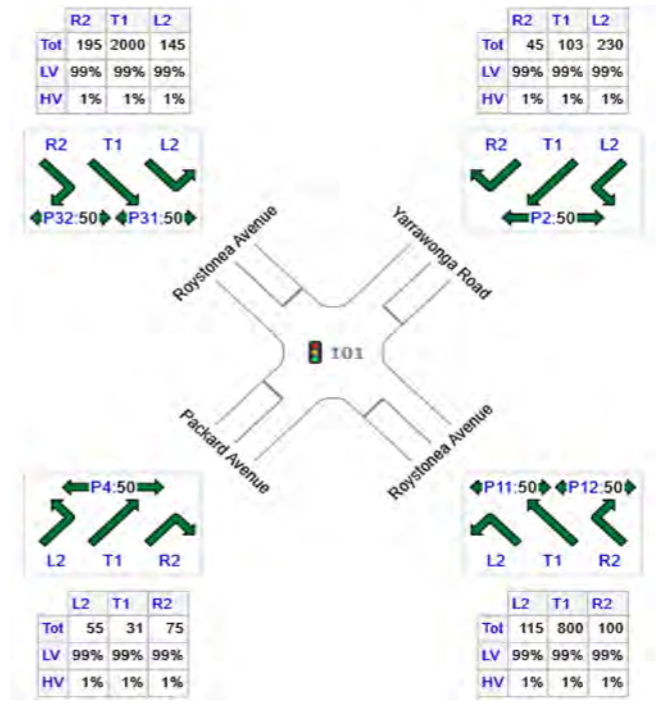 R2 T1 L2
Tot 195 2000 145
LV 99% 99% 99%
HV 1% 1% 1%
R2 T1 L2
P32:50 P31:50
R2 T1 L2
Tot 45 103 230
LV 99% 99% 99%
HV 1% 1% 1%
R2 T1 L2
P2:50
Roystonea Avenue
Yarrawonga Road
101
Packard Avenue
Roystonea Avenue
P4:50
L2 T1 R2
L2 T1 R2
Tot 55 31 75
LV 99% 99% 99%
HV 1% 1% 1%
P11:50 P12:50
L2 T1 R2
L2 T1 R2
Tot 115 800 100
LV 99% 99% 99%
HV 1% 1% 1%